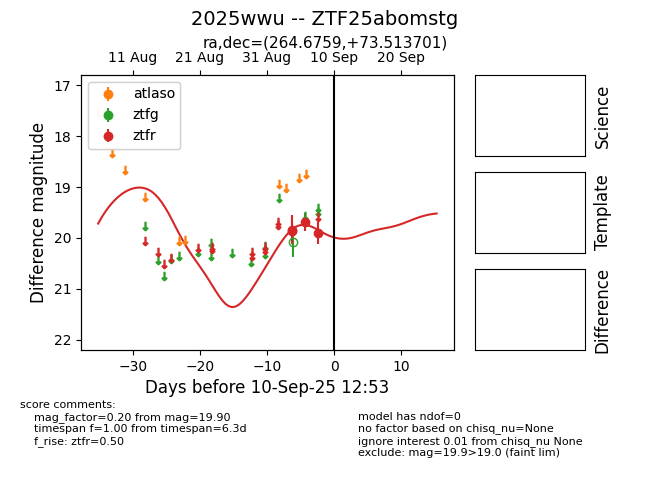 2025wwu -- ZTF25abomstg
ra,dec=(264.6759,+73.513701)
11 Aug 21 Aug 31 Aug 10 Sep 20 Sep
atlaso
ztfg
ztfr
17
18
19
20
21
22
Difference magnitude
−30 −20 −10 0 10
Days before 10-Sep-25 12:53
Science
Template
Difference
score comments:
mag_factor=0.20 from mag=19.90
timespan f=1.00 from timespan=6.3d
f_rise: ztfr=0.50
model has ndof=0
no factor based on chisq_nu=None
ignore interest 0.01 from chisq_nu None
exclude: mag=19.9>19.0 (faint lim)